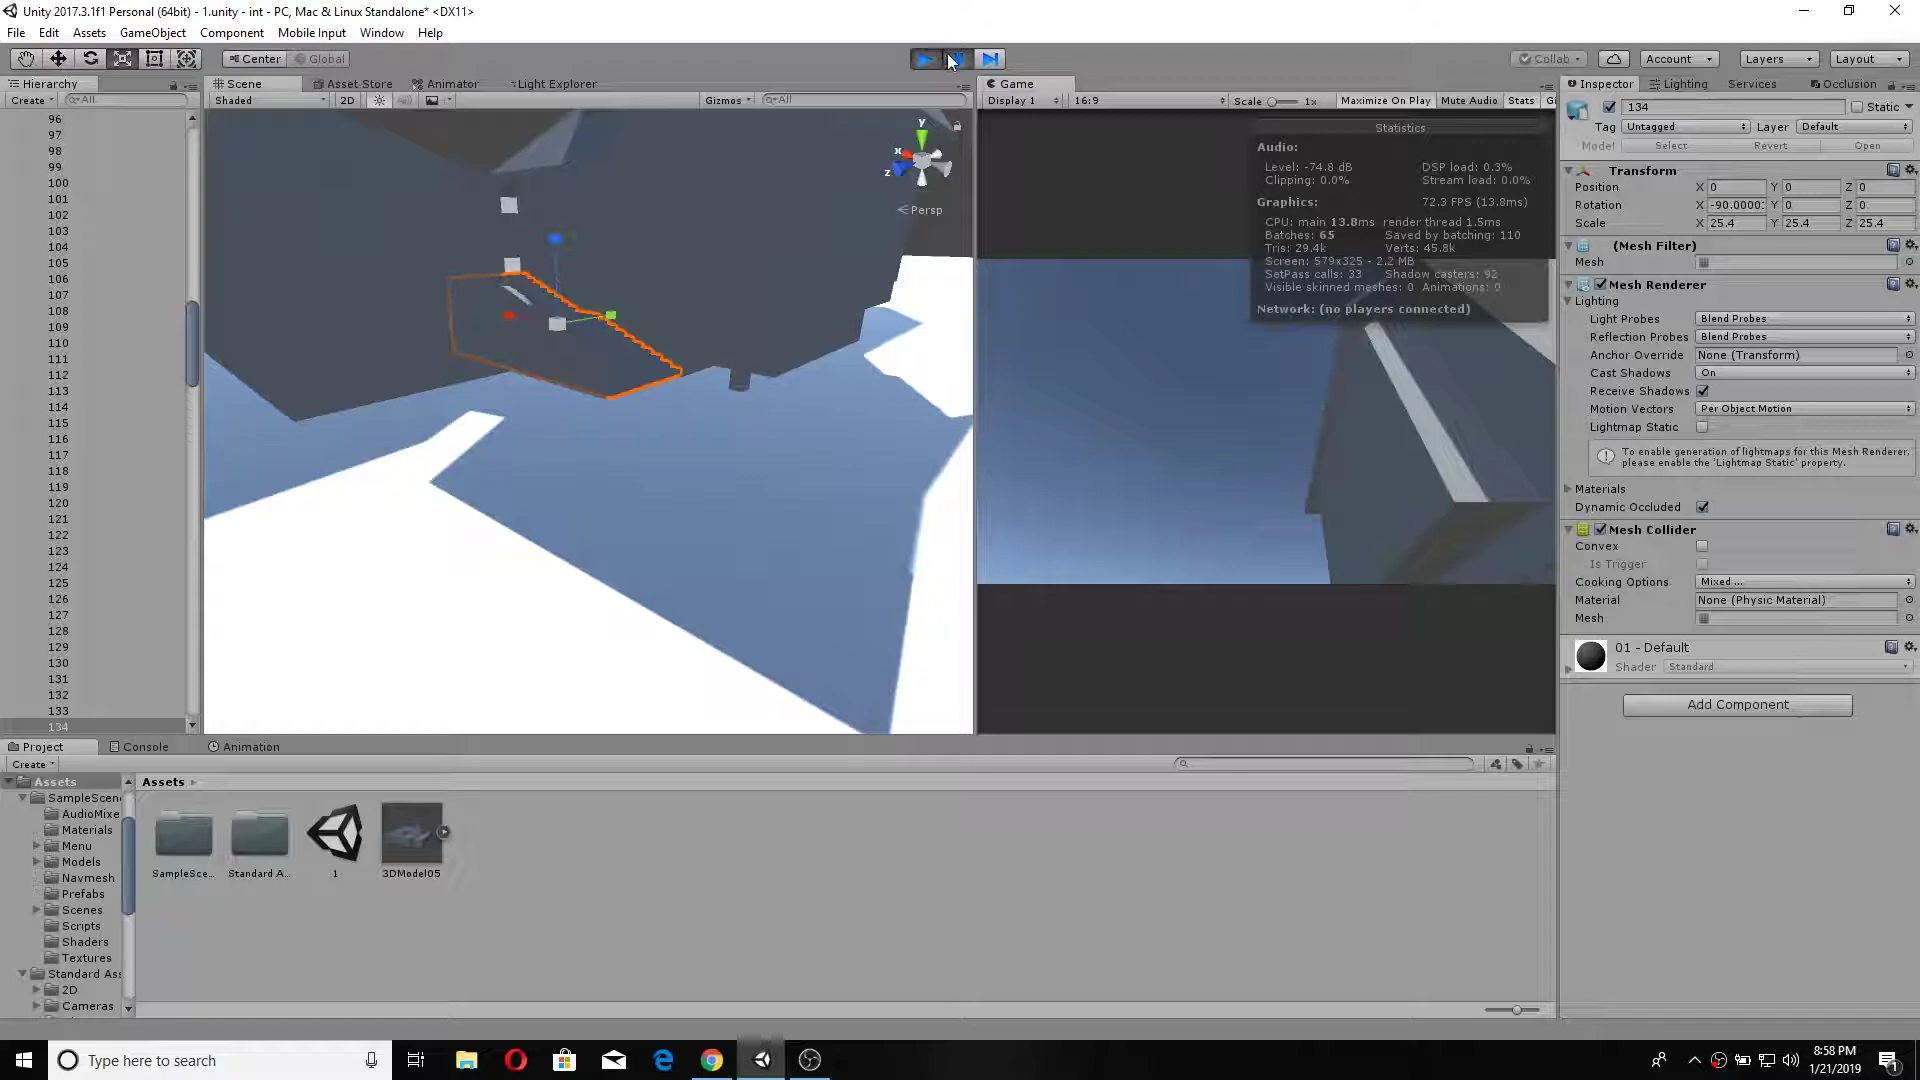 Unity 2017.3.1f1 Personal (64bit) - 1.unity - int - PC, Mac & Linux Standalone* <DX11>
File Edit Assets GameObject Component Mobile Input Window Help
Center Global
Collab Account Layers Layout
Hierarchy
Create All
96
97
98
99
100
101
102
103
104
105
106
107
108
109
110
111
112
113
114
115
116
117
118
119
120
121
122
123
124
125
126
127
128
129
130
131
132
133
134
Scene Asset Store Animator Light Explorer
Shaded 2D Gizmos All
y
x
z
Persp
Game
Display 1 16:9 Scale 1x Maximize On Play Mute Audio Stats Gi
Statistics
Audio:
Level: -74.8 dB DSP load: 0.3%
Clipping: 0.0% Stream load: 0.0%
Graphics: 72.3 FPS (13.8ms)
CPU: main 13.8ms render thread 1.5ms
Batches: 65 Saved by batching: 110
Tris: 29.4k Verts: 45.8k
Screen: 579x325 - 2.2 MB
SetPass calls: 33 Shadow casters: 92
Visible skinned meshes: 0 Animations: 0
Network: (no players connected)
Inspector Lighting Services Occlusion
134 Static
Tag Untagged Layer Default
Model Select Revert Open
Transform
Position X 0 Y 0 Z 0
Rotation X -90.0000: Y 0 Z 0
Scale X 25.4 Y 25.4 Z 25.4
(Mesh Filter)
Mesh
Mesh Renderer
Lighting
Light Probes Blend Probes
Reflection Probes Blend Probes
Anchor Override None (Transform)
Cast Shadows On
Receive Shadows
Motion Vectors Per Object Motion
Lightmap Static
To enable generation of lightmaps for this Mesh Renderer, please enable the 'Lightmap Static' property.
Materials
Dynamic Occluded
Mesh Collider
Convex
Is Trigger
Cooking Options Mixed ...
Material None (Physic Material)
Mesh
01 - Default
Shader Standard
Add Component
Project Console Animation
Create
Assets
SampleScene
AudioMixe
Materials
Menu
Models
Navmesh
Prefabs
Scenes
Scripts
Shaders
Textures
Standard Ass
2D
Cameras
Assets
SampleSce...
Standard A...
1
3DModel05
Type here to search
8:58 PM
1/21/2019
1